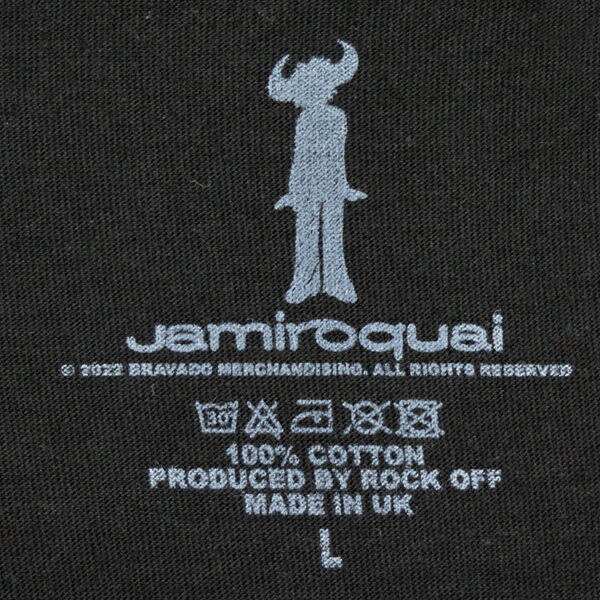 Jamiroquai
© 2022 BRAVADO MERCHANDISING. ALL RIGHTS RESERVED
30
100% COTTON
PRODUCED BY ROCK OFF
MADE IN UK
L